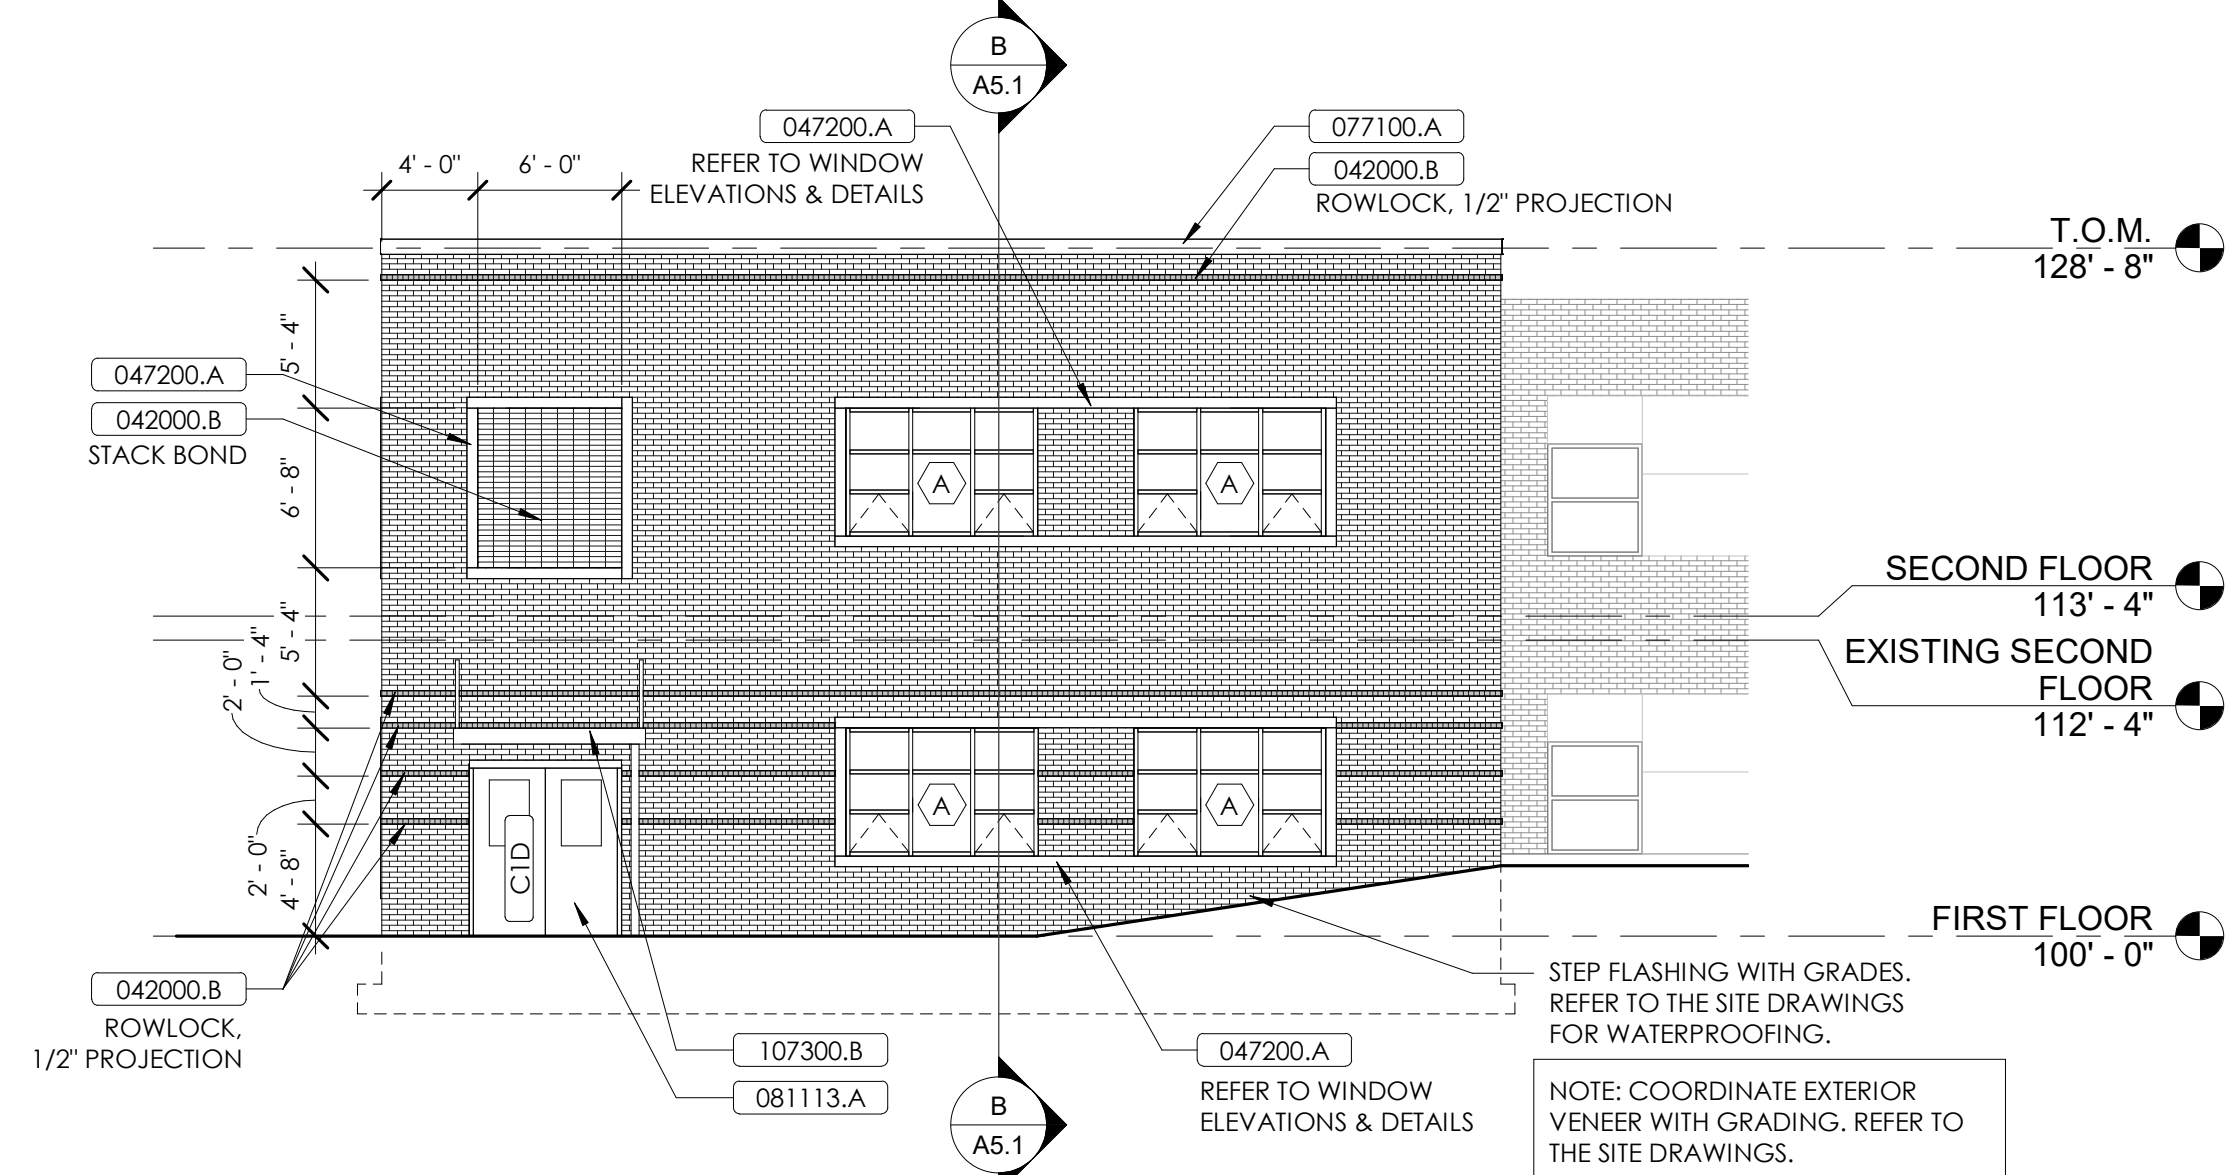 B
A5.1
047200.A
REFER TO WINDOW
ELEVATIONS & DETAILS
077100.A
042000.B
ROWLOCK, 1/2" PROJECTION
4' - 0"
6' - 0"
T.O.M.
128' - 8"
5' - 4"
047200.A
042000.B
STACK BOND
6' - 8"
A
A
SECOND FLOOR
113' - 4"
5' - 4"
1' - 4"
2' - 0"
EXISTING SECOND
FLOOR
112' - 4"
A
A
2' - 0"
4' - 8"
C1D
FIRST FLOOR
100' - 0"
042000.B
ROWLOCK,
1/2" PROJECTION
107300.B
081113.A
047200.A
REFER TO WINDOW
ELEVATIONS & DETAILS
STEP FLASHING WITH GRADES.
REFER TO THE SITE DRAWINGS
FOR WATERPROOFING.
B
A5.1
NOTE: COORDINATE EXTERIOR
VENEER WITH GRADING. REFER TO
THE SITE DRAWINGS.